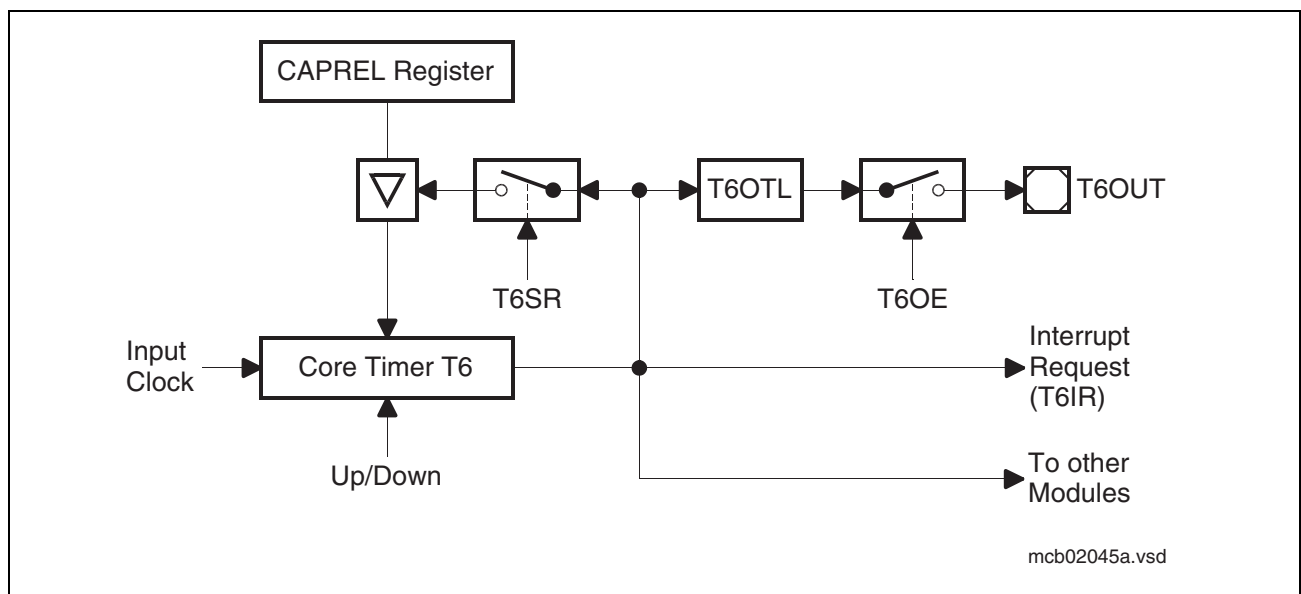 CAPREL Register
T6OTL
T6OUT
T6SR
T6OE
Input
Clock
Core Timer T6
Interrupt
Request
(T6IR)
Up/Down
To other
Modules
mcb02045a.vsd